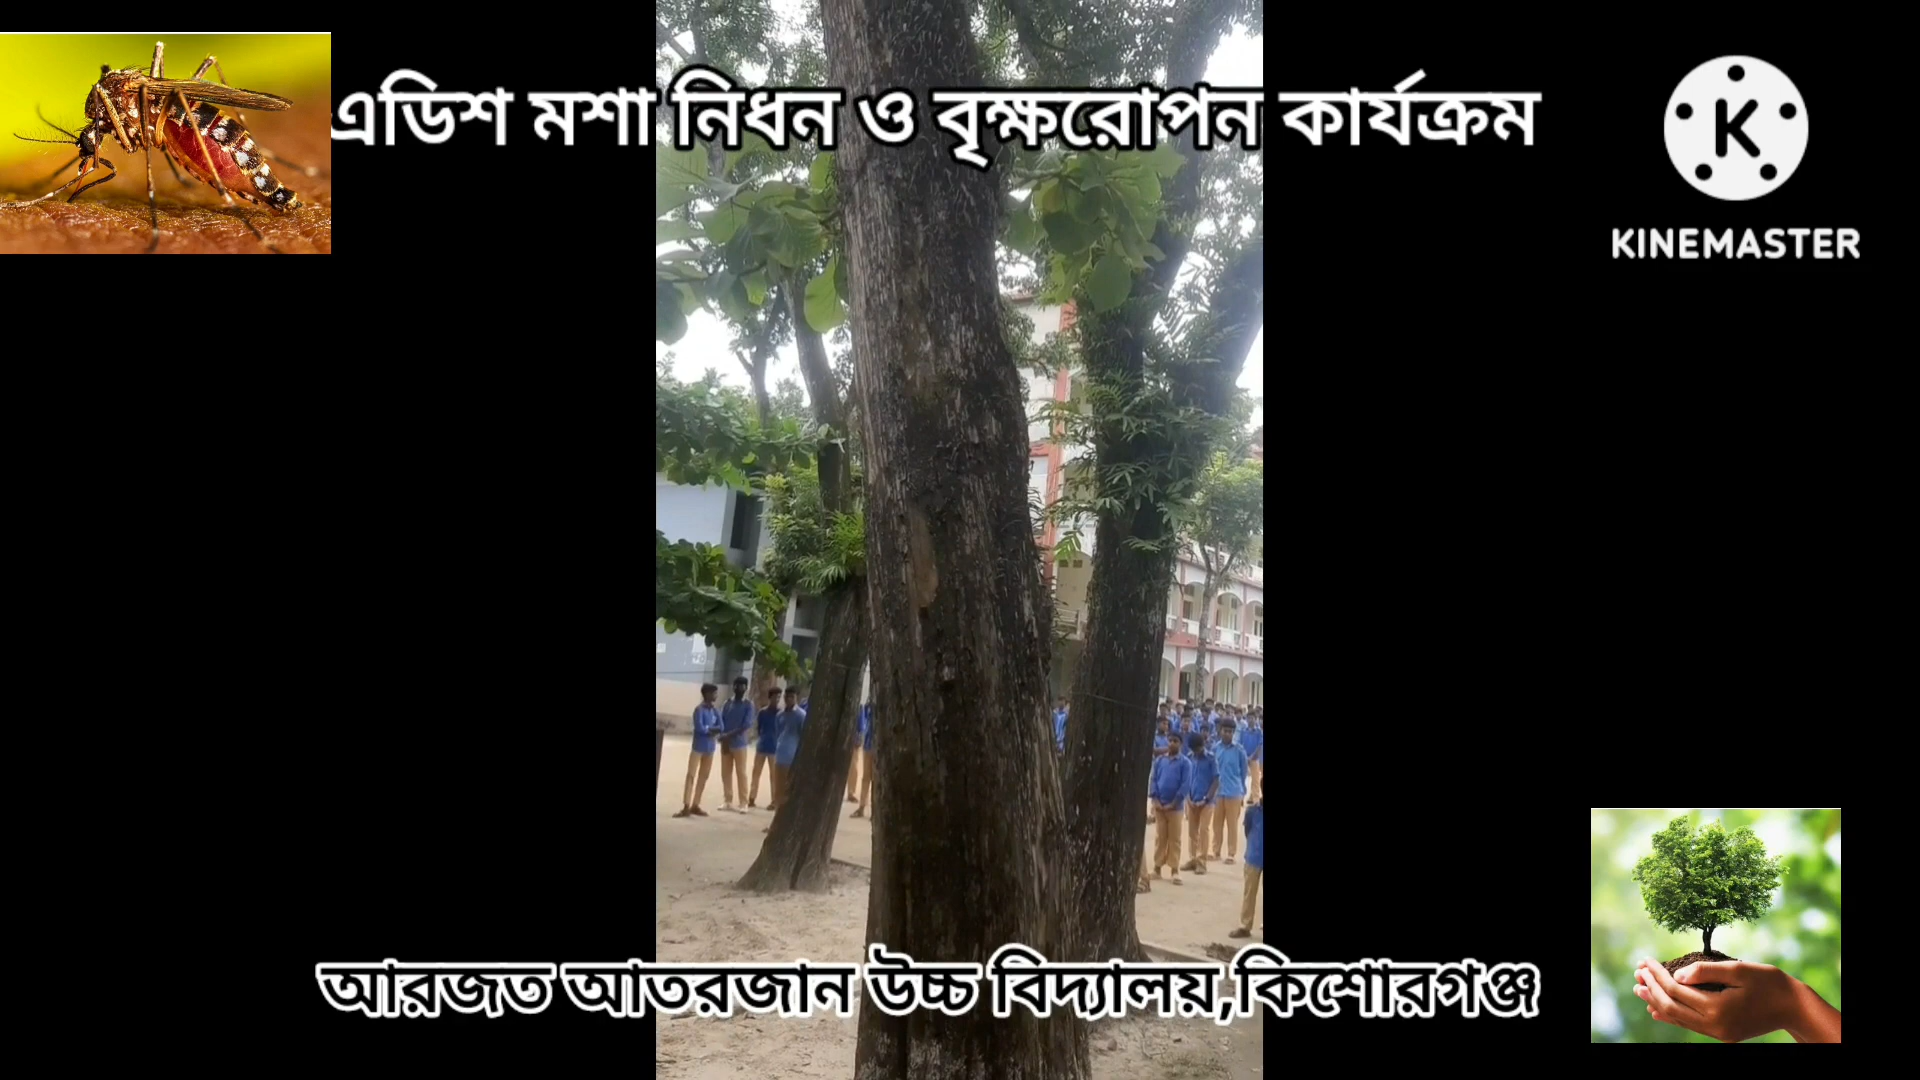 এডিশ মশা নিধন ও বৃক্ষরোপন কার্যক্রম
K
KINEMASTER
আরজত আতরজান উচ্চ বিদ্যালয়,কিশোরগঞ্জ